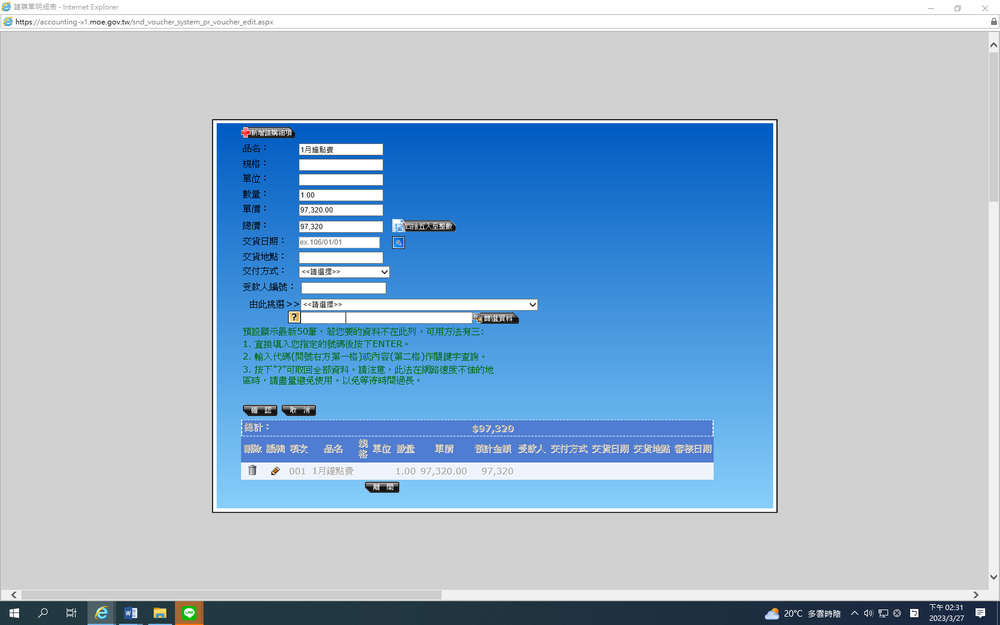 請購單明細表 - Internet Explorer
https://accounting-x1.moe.gov.tw/snd_voucher_system_pr_voucher_edit.aspx
新增請購細項
品名： 1月鐘點費
規格：
單位：
數量： 1.00
單價： 97,320.00
總價： 97,320 四捨五入至整數
交貨日期： ex.106/01/01
交貨地點：
交付方式： <<請選擇>>
受款人編號：
由此挑選>> <<請選擇>>
? 篩選資料
預設顯示最新50筆，若您要的資料不在此列，可用方法有三:
1. 直接填入您指定的號碼後按下ENTER。
2. 輸入代碼(問號右方第一格)或內容(第二格)作關鍵字查詢。
3. 按下"?"可取回全部資料。請注意，此法在網路速度不佳的地
區時，請盡量避免使用。以免等待時間過長。
確 認 取 消
總計： $97,320
刪除 編輯 項次 品名 規格 單位 數量 單價 預計金額 受款人 交付方式 交貨日期 交貨地點 審核日期
001 1月鐘點費 1.00 97,320.00 97,320
離 開
LINE
20°C 多雲時陰
下午 02:31
2023/3/27